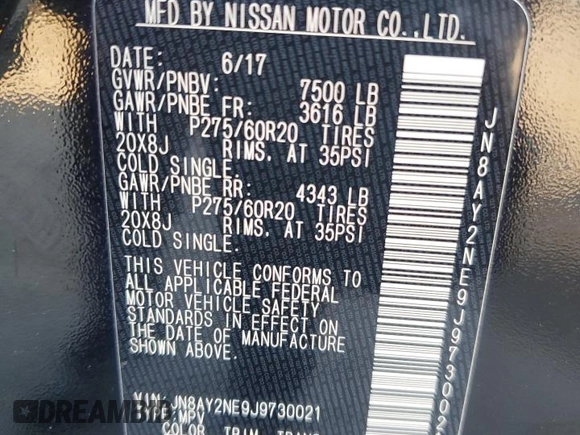 MFD BY NISSAN MOTOR CO.,LTD.
DATE: 6/17
GVWR/PNBV: 7500 LB
GAWR/PNBE FR: 3616 LB
WITH P275/60R20 TIRES
20X8J RIMS. AT 35PSI
COLD SINGLE.
GAWR/PNBE RR: 4343 LB
WITH P275/60R20 TIRES
20X8J RIMS. AT 35PSI
COLD SINGLE.
THIS VEHICLE CONFORMS TO
ALL APPLICABLE FEDERAL
MOTOR VEHICLE SAFETY
STANDARDS IN EFFECT ON
THE DATE OF MANUFACTURE
SHOWN ABOVE.
JN8AY2NE9J9730021
TYPE:MPV
COLOR TRIM TRANS
JN8AY2NE9J973002
DREAMBID